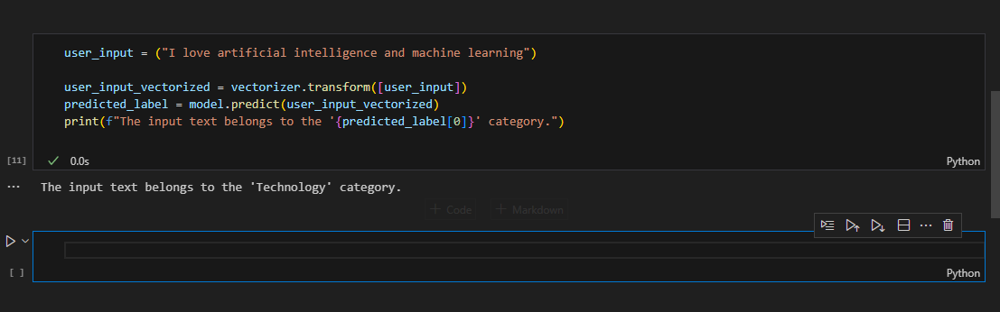 user_input = ("I love artificial intelligence and machine learning")
user_input_vectorized = vectorizer.transform([user_input])
predicted_label = model.predict(user_input_vectorized)
print(f"The input text belongs to the '{predicted_label[0]}' category.")
[11]
0.0s
Python
... The input text belongs to the 'Technology' category.
+ Code + Markdown
[ ]
Python